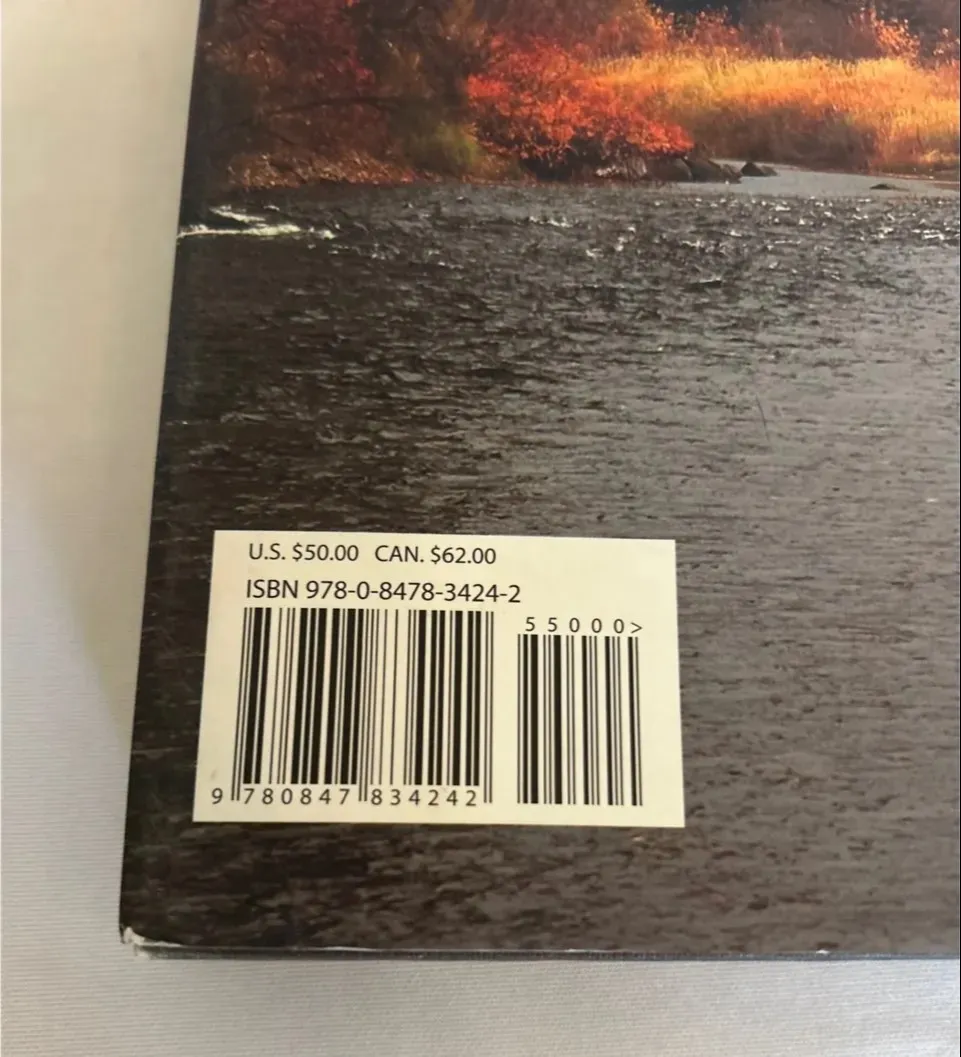 U.S. $50.00 CAN. $62.00
ISBN 978-0-8478-3424-2
55000>
9 780847 834242